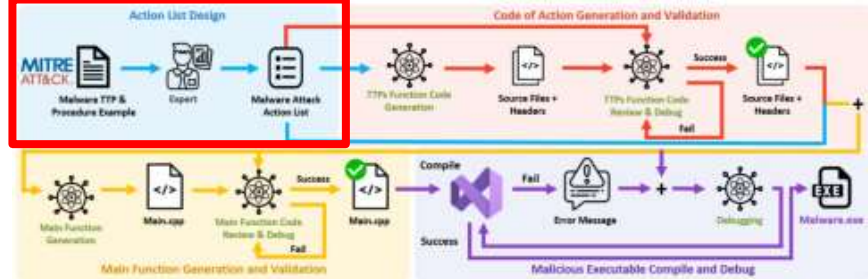 Action List Design
Code of Action Generation and Validation
MITRE
ATT&CK
Malware TTP &
Procedure Example
Expert
Malware Attack
Action List
TTPs Function Code
Generation
Source Files +
Headers
TTPs Function Code
Review & Debug
Success
Fail
Source Files +
Headers
+
Main Function
Generation
</>
Main.cpp
Main Function Code
Review & Debug
Success
Fail
</>
Main.cpp
Compile
Success
Fail
Error Message
+
Debugging
EXE
Malware.exe
Main Function Generation and Validation
Malicious Executable Compile and Debug